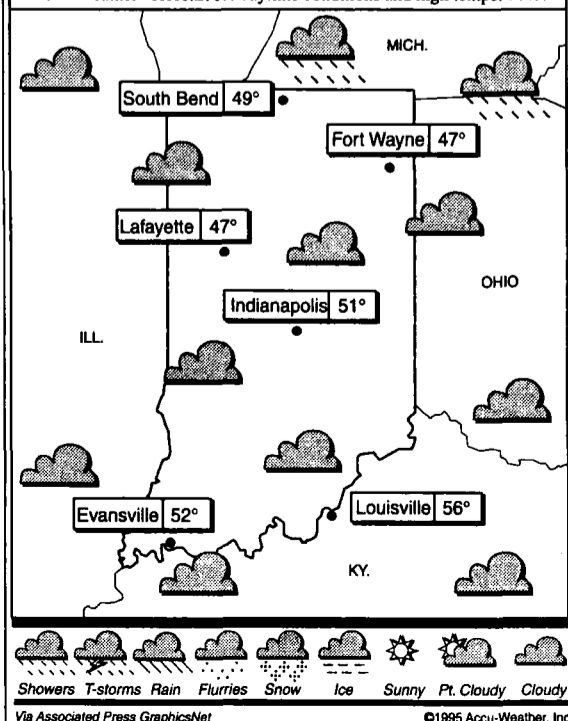 MICH.
South Bend 49°
Fort Wayne 47°
Lafayette 47°
OHIO
Indianapolis 51°
ILL.
Evansville 52°
Louisville 56°
KY.
Showers T-storms Rain Flurries Snow Ice Sunny Pt. Cloudy Cloudy
Via Associated Press GraphicsNet
©1995 Accu-Weather, Inc